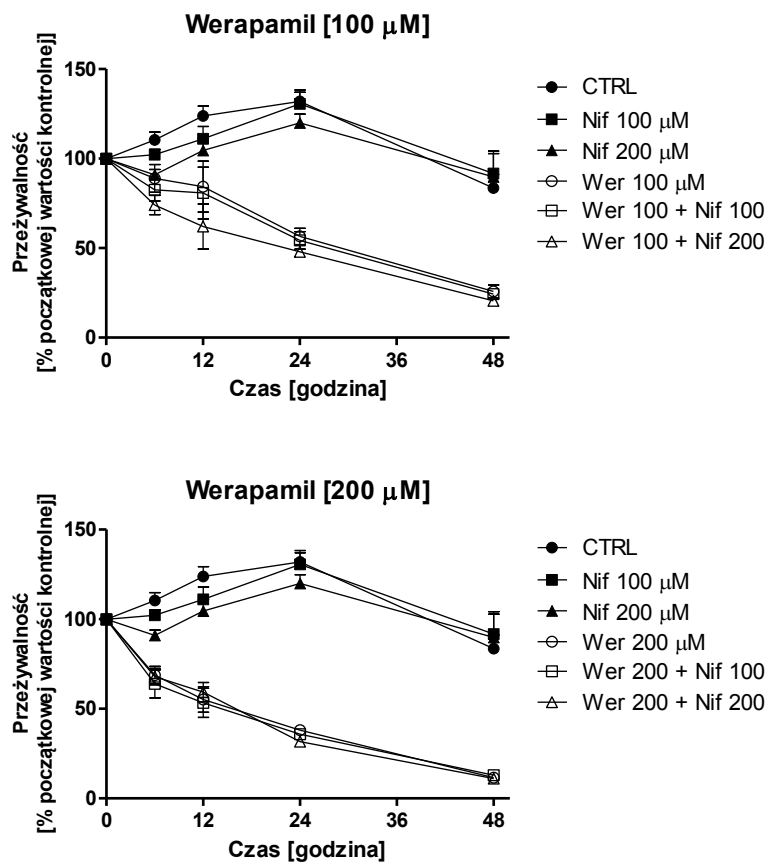 Werapamil [100 μM]
Przeżywalność
[% początkowej wartości kontrolnej]
150
100
50
0
0 12 24 36 48
Czas [godzina]
CTRL
Nif 100 μM
Nif 200 μM
Wer 100 μM
Wer 100 + Nif 100
Wer 100 + Nif 200
Werapamil [200 μM]
Przeżywalność
[% początkowej wartości kontrolnej]
150
100
50
0
0 12 24 36 48
Czas [godzina]
CTRL
Nif 100 μM
Nif 200 μM
Wer 200 μM
Wer 200 + Nif 100
Wer 200 + Nif 200